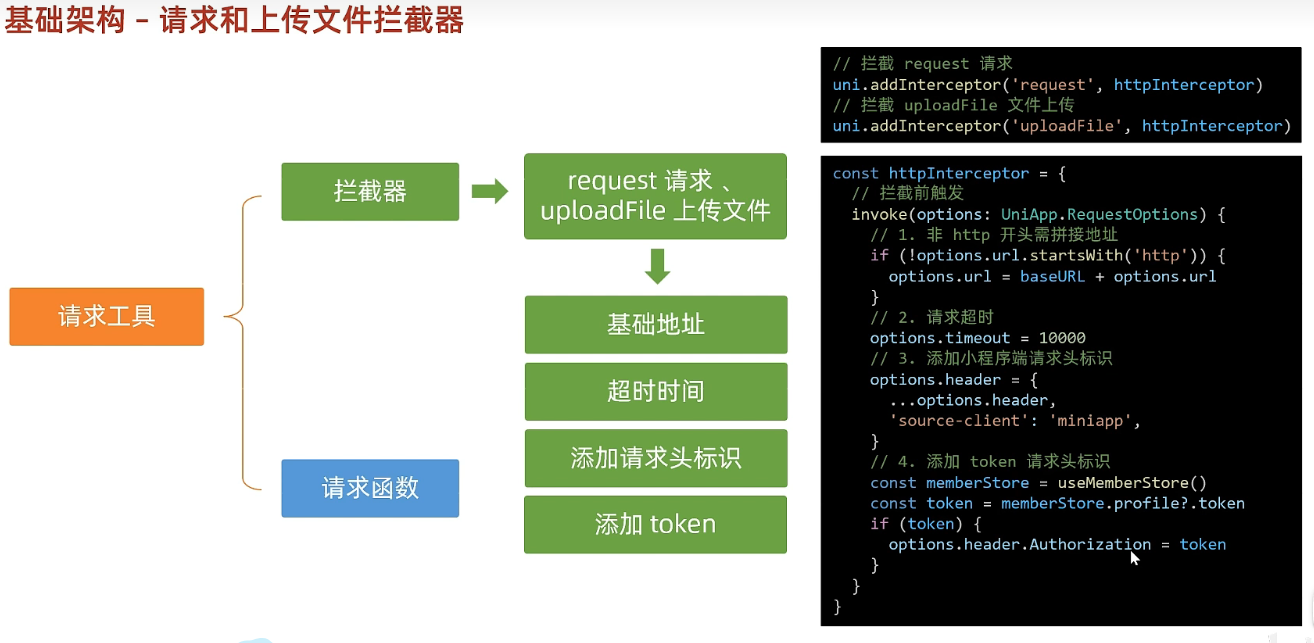 基础架构 – 请求和上传文件拦截器
请求工具
拦截器
request 请求 、
uploadFile 上传文件
基础地址
超时时间
添加请求头标识
添加 token
请求函数
// 拦截 request 请求
uni.addInterceptor('request', httpInterceptor)
// 拦截 uploadFile 文件上传
uni.addInterceptor('uploadFile', httpInterceptor)
const httpInterceptor = {
// 拦截前触发
invoke(options: UniApp.RequestOptions) {
// 1. 非 http 开头需拼接地址
if (!options.url.startsWith('http')) {
options.url = baseURL + options.url
}
// 2. 请求超时
options.timeout = 10000
// 3. 添加小程序端请求头标识
options.header = {
...options.header,
'source-client': 'miniapp',
}
// 4. 添加 token 请求头标识
const memberStore = useMemberStore()
const token = memberStore.profile?.token
if (token) {
options.header.Authorization = token
}
}
}